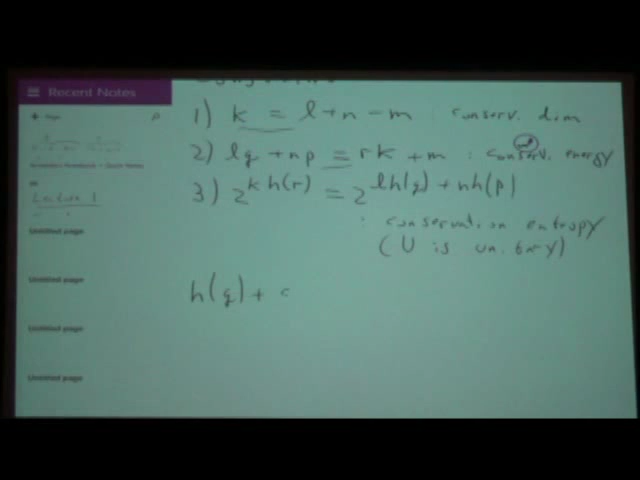 Recent Notes
+ Page
1) k = l + n - m : conserv. dim
2) lq + np = rk + m : conserv. energy
3) 2^{k h(r)} = 2^{l h(q) + n h(p)}
Lecture 1
: conservation entropy
(U is unitary)
Untitled page
Untitled page
h(q) +
Untitled page
Untitled page